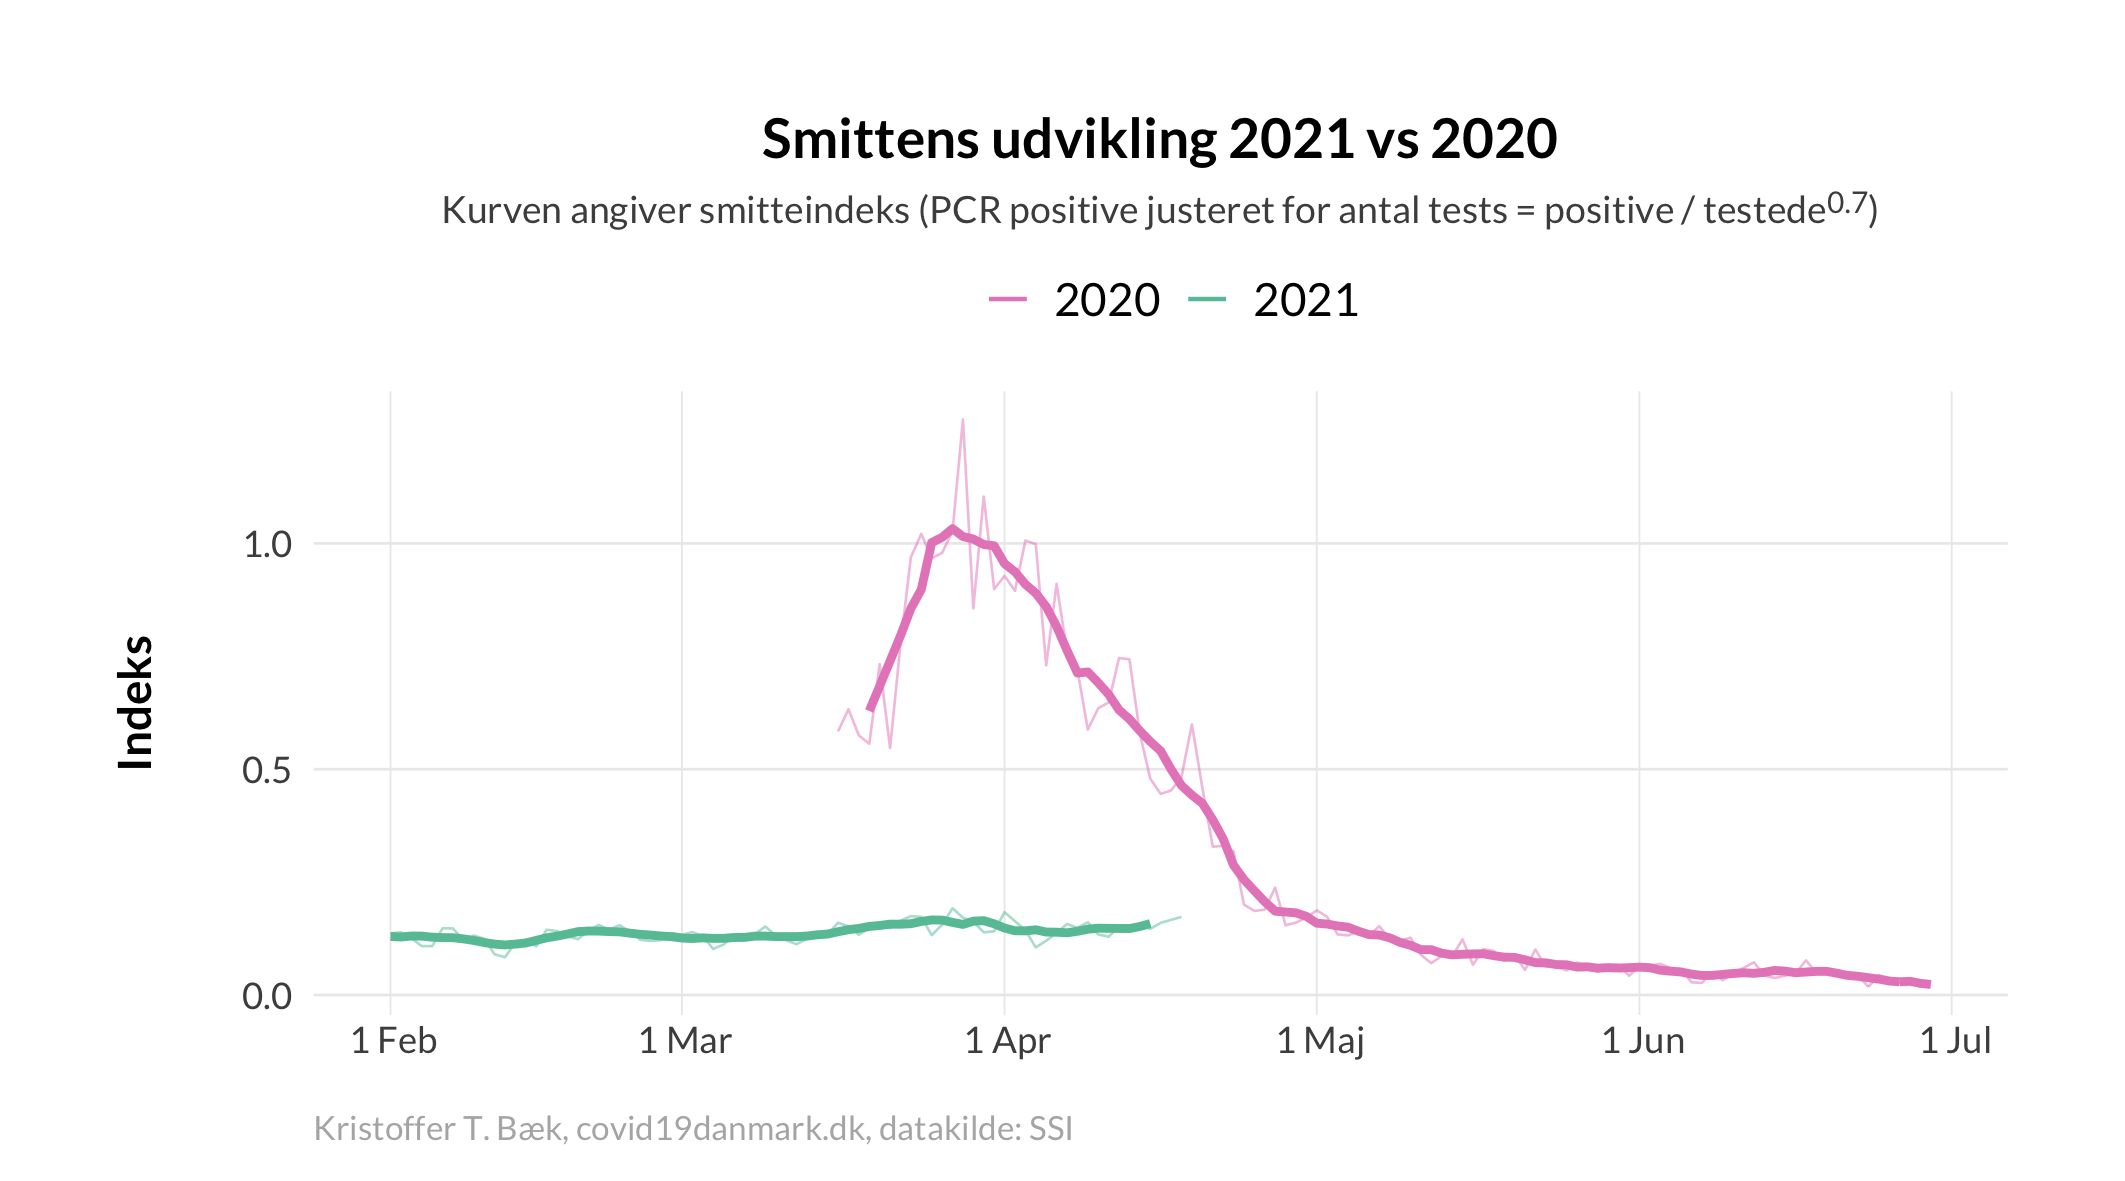 Smittens udvikling 2021 vs 2020
Kurven angiver smitteindeks (PCR positive justeret for antal tests = positive / testede^0.7)
2020 2021
Indeks
1.0
0.5
0.0
1 Feb 1 Mar 1 Apr 1 Maj 1 Jun 1 Jul
Kristoffer T. Bæk, covid19danmark.dk, datakilde: SSI